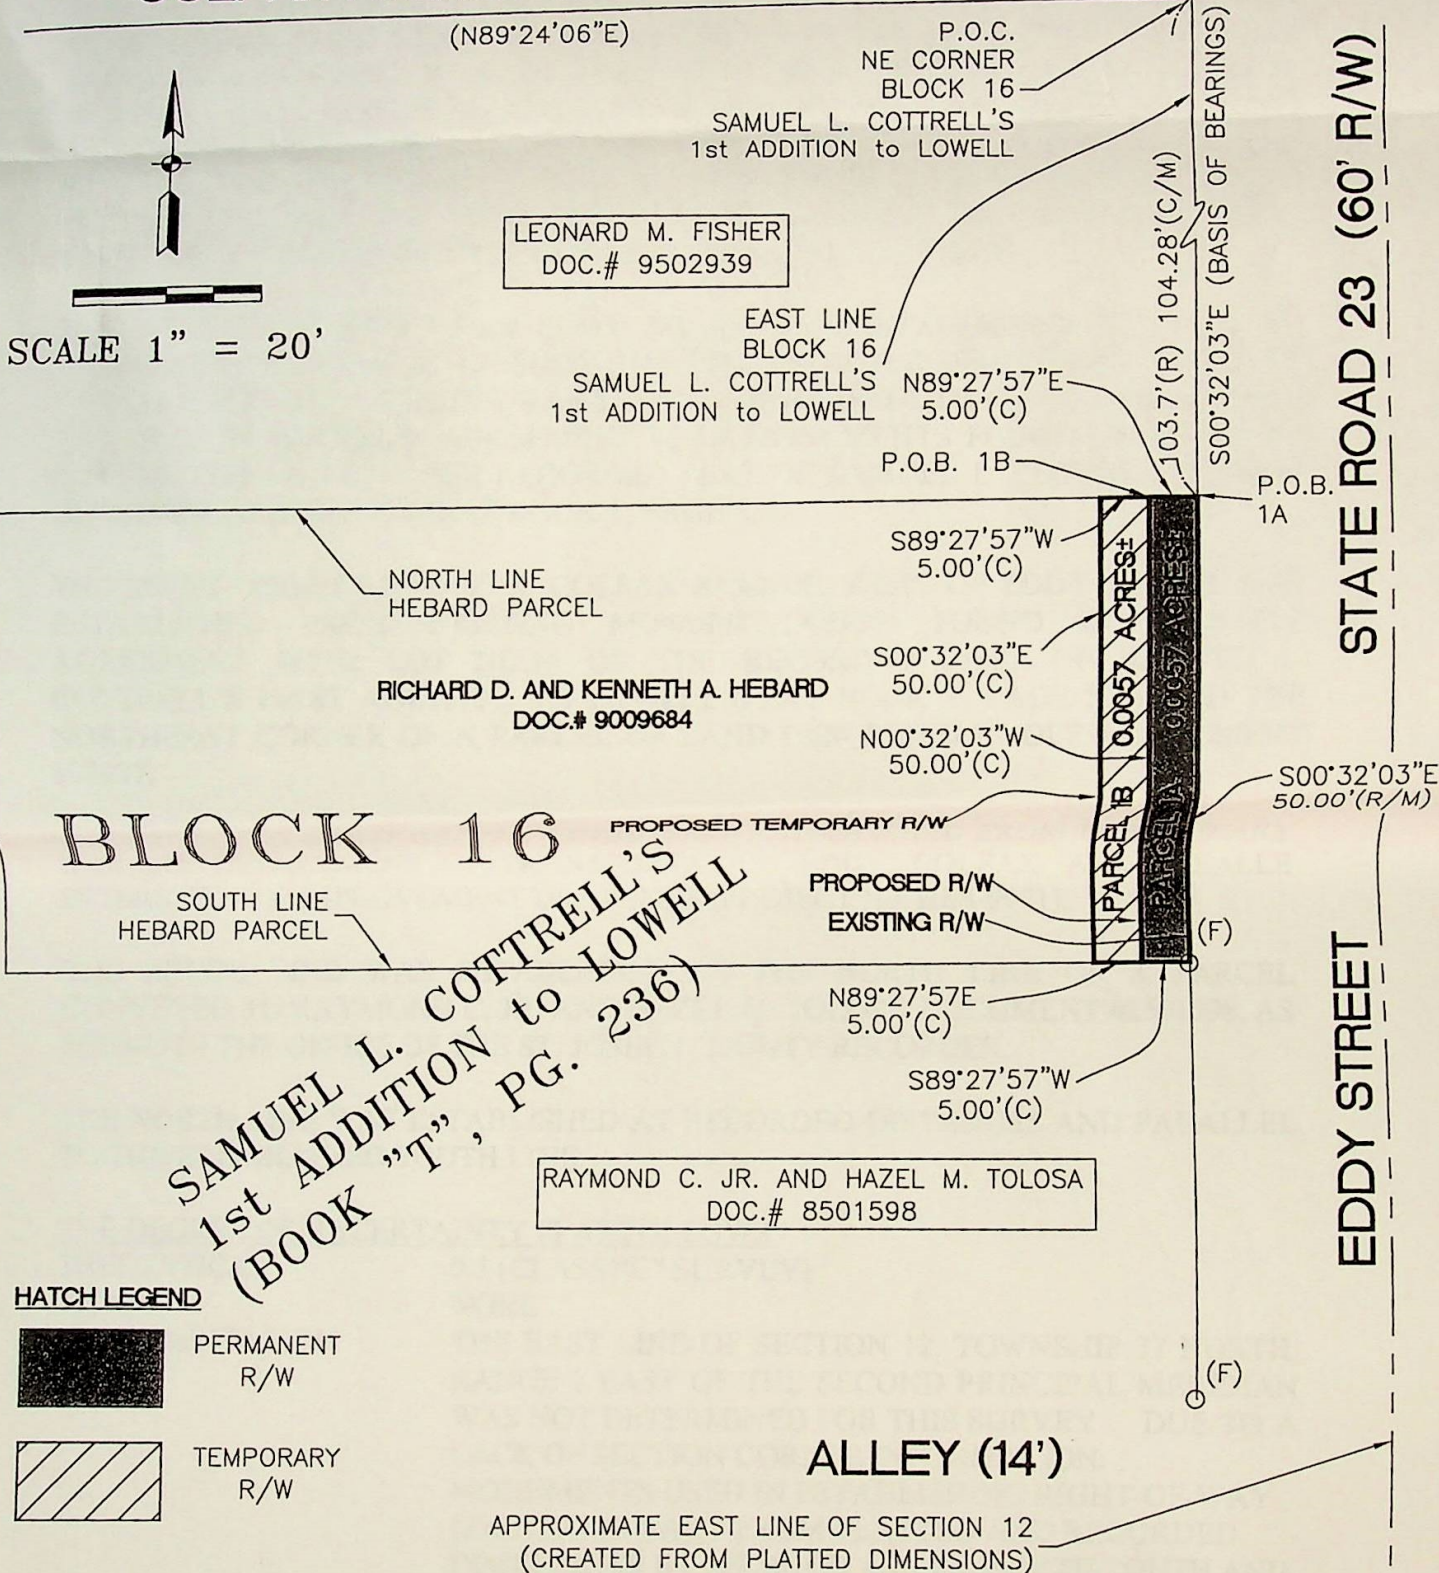 (N89°24'06"E)
P.O.C.
NE CORNER
BLOCK 16
SAMUEL L. COTTRELL'S
1st ADDITION to LOWELL
LEONARD M. FISHER
DOC.# 9502939
SCALE 1" = 20'
EAST LINE
BLOCK 16
SAMUEL L. COTTRELL'S
1st ADDITION to LOWELL
N89°27'57"E
5.00'(C)
103.7'(R) 104.28'(C/M)
S00°32'03"E (BASIS OF BEARINGS)
STATE ROAD 23 (60' R/W)
P.O.B. 1B
P.O.B.
1A
S89°27'57"W
5.00'(C)
NORTH LINE
HEBARD PARCEL
S00°32'03"E
50.00'(C)
RICHARD D. AND KENNETH A. HEBARD
DOC.# 9009684
N00°32'03"W
50.00'(C)
PARCEL 1B 0.0057 ACRES±
PARCEL 1A 0.0057 ACRES±
S00°32'03"E
50.00'(R/M)
BLOCK 16
PROPOSED TEMPORARY R/W
PROPOSED R/W
EXISTING R/W
SOUTH LINE
HEBARD PARCEL
(F)
SAMUEL L. COTTRELL'S
1st ADDITION to LOWELL
(BOOK "T", PG. 236)
N89°27'57E
5.00'(C)
S89°27'57"W
5.00'(C)
EDDY STREET
RAYMOND C. JR. AND HAZEL M. TOLOSA
DOC.# 8501598
HATCH LEGEND
PERMANENT
R/W
(F)
TEMPORARY
R/W
ALLEY (14')
APPROXIMATE EAST LINE OF SECTION 12
(CREATED FROM PLATTED DIMENSIONS)